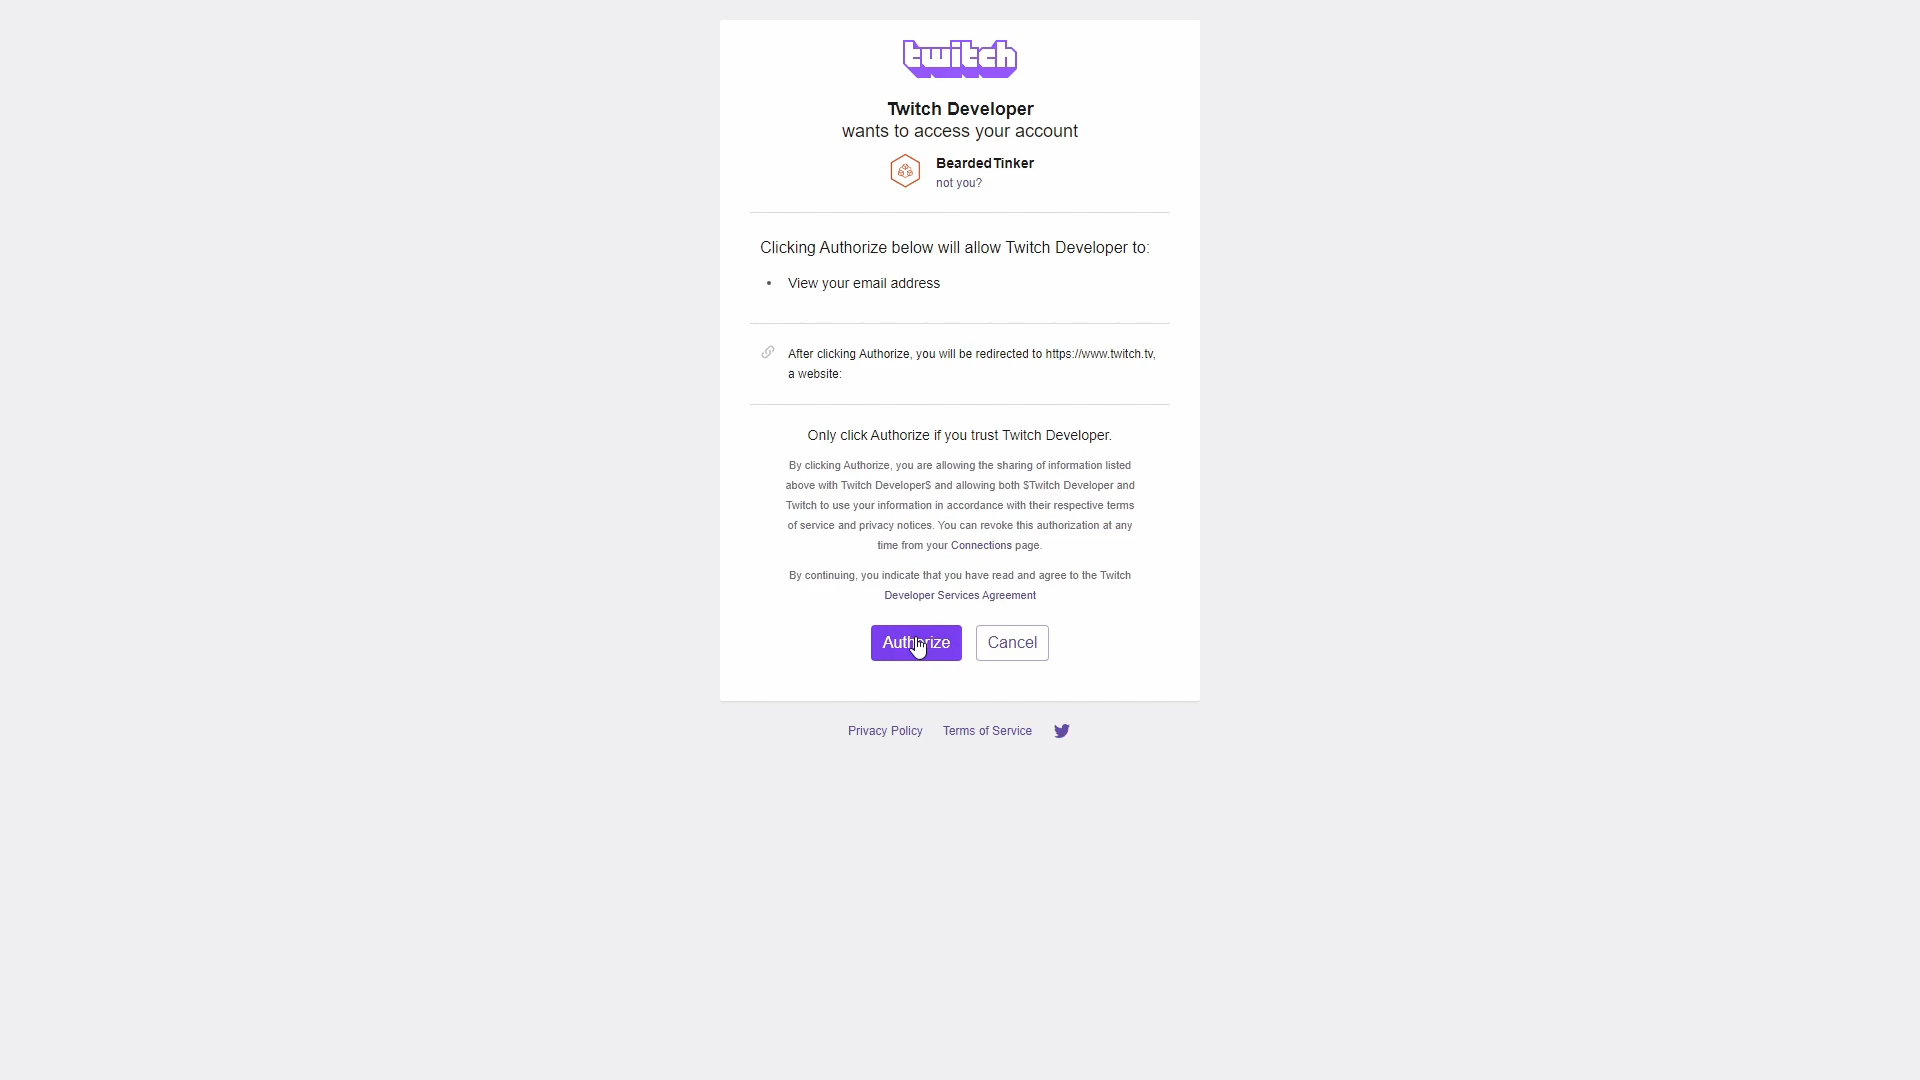 twitch
Twitch Developer
wants to access your account
BeardedTinker
not you?
Clicking Authorize below will allow Twitch Developer to:
• View your email address
After clicking Authorize, you will be redirected to https://www.twitch.tv,
a website:
Only click Authorize if you trust Twitch Developer.
By clicking Authorize, you are allowing the sharing of information listed
above with Twitch Developer$ and allowing both $Twitch Developer and
Twitch to use your information in accordance with their respective terms
of service and privacy notices. You can revoke this authorization at any
time from your Connections page.
By continuing, you indicate that you have read and agree to the Twitch
Developer Services Agreement
Authorize Cancel
Privacy Policy Terms of Service